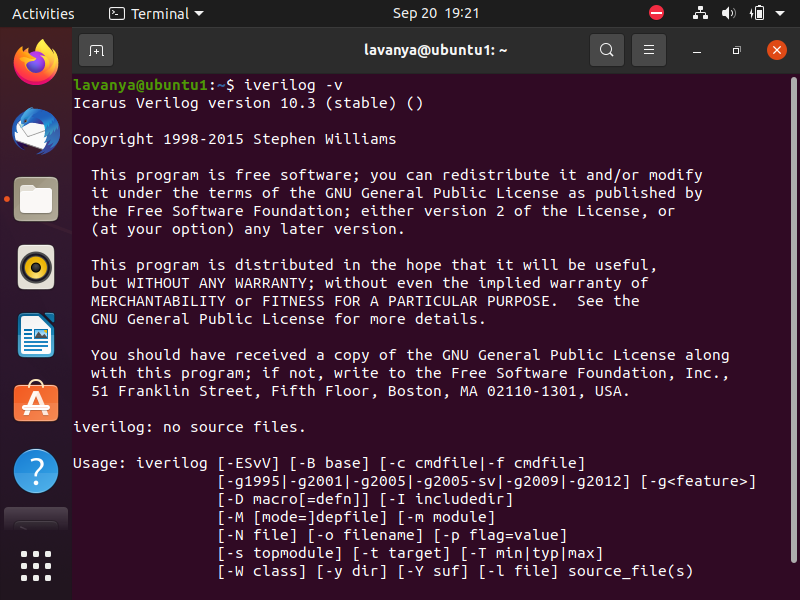 Activities Terminal Sep 20 19:21
lavanya@ubuntu1: ~
lavanya@ubuntu1:~$ iverilog -v
Icarus Verilog version 10.3 (stable) ()
Copyright 1998-2015 Stephen Williams
This program is free software; you can redistribute it and/or modify
it under the terms of the GNU General Public License as published by
the Free Software Foundation; either version 2 of the License, or
(at your option) any later version.
This program is distributed in the hope that it will be useful,
but WITHOUT ANY WARRANTY; without even the implied warranty of
MERCHANTABILITY or FITNESS FOR A PARTICULAR PURPOSE.  See the
GNU General Public License for more details.
You should have received a copy of the GNU General Public License along
with this program; if not, write to the Free Software Foundation, Inc.,
51 Franklin Street, Fifth Floor, Boston, MA 02110-1301, USA.
iverilog: no source files.
Usage: iverilog [-ESvV] [-B base] [-c cmdfile|-f cmdfile]
[-g1995|-g2001|-g2005|-g2005-sv|-g2009|-g2012] [-g<feature>]
[-D macro[=defn]] [-I includedir]
[-M [mode=]depfile] [-m module]
[-N file] [-o filename] [-p flag=value]
[-s topmodule] [-t target] [-T min|typ|max]
[-W class] [-y dir] [-Y suf] [-l file] source_file(s)